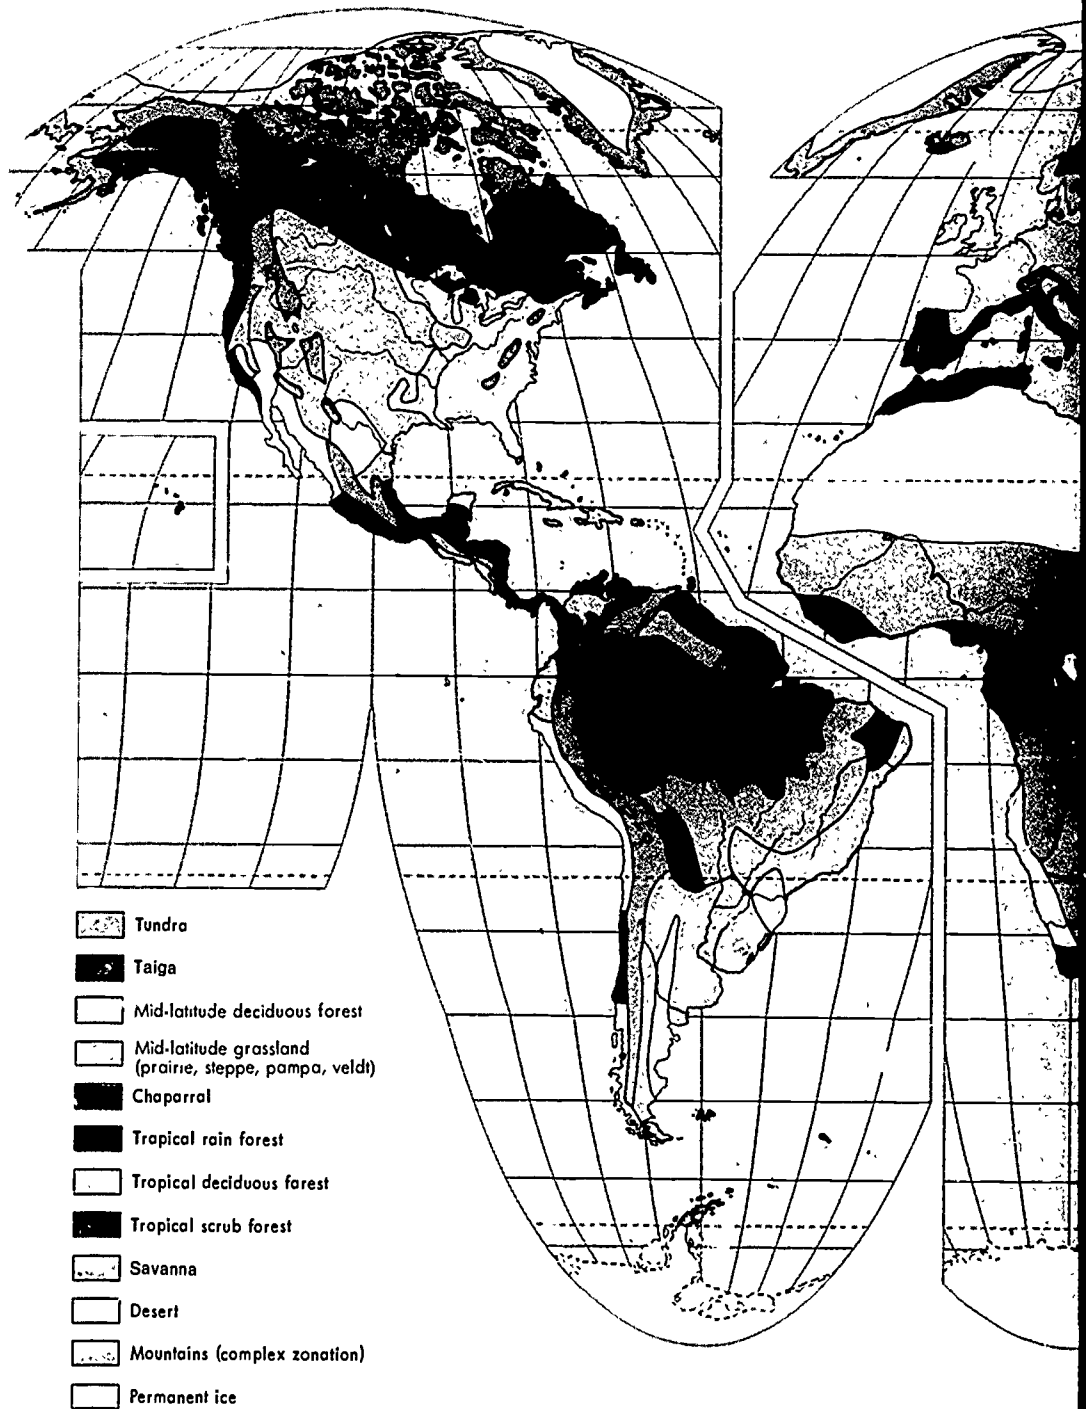 Tundra
Taiga
Mid-latitude deciduous forest
Mid-latitude grassland
(prairie, steppe, pampa, veldt)
Chaparral
Tropical rain forest
Tropical deciduous forest
Tropical scrub forest
Savanna
Desert
Mountains (complex zonation)
Permanent ice